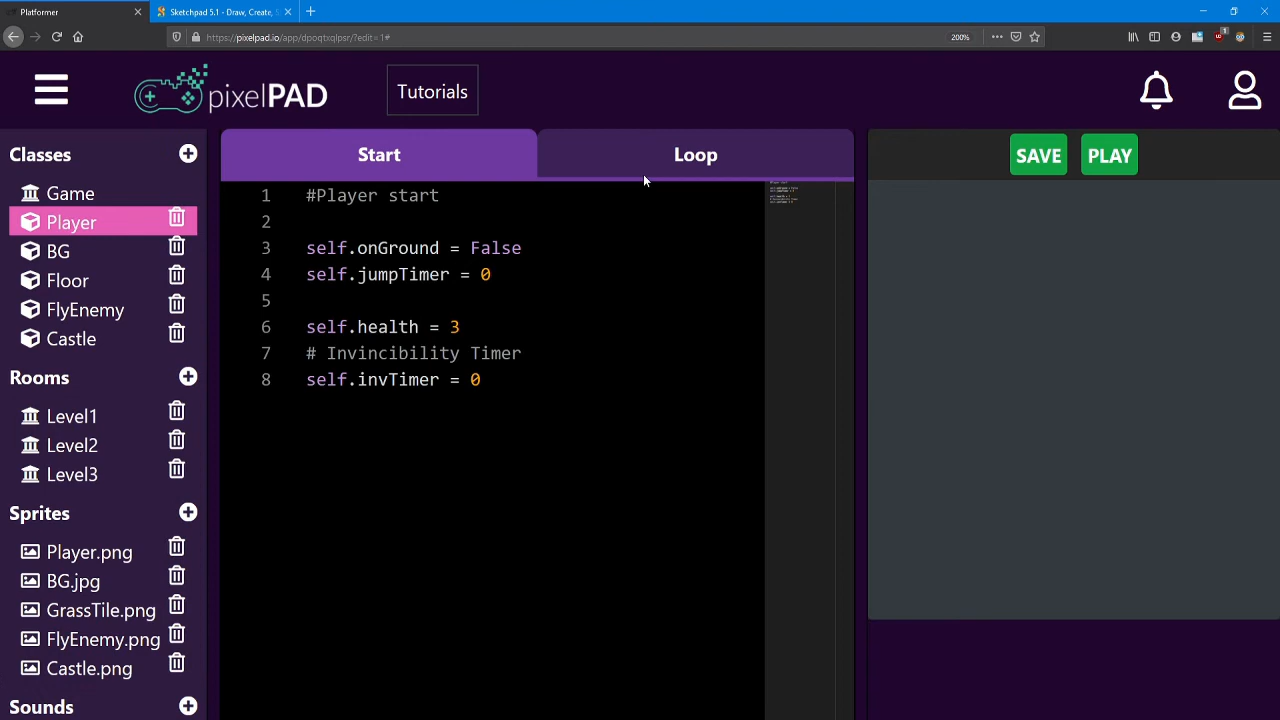 Platformer
Sketchpad 5.1 - Draw, Create, S
https://pixelpad.io/app/dpoqtxqlpsr/?edit=1#
200%
pixelPAD
Tutorials
Classes
Game
Player
BG
Floor
FlyEnemy
Castle
Rooms
Level1
Level2
Level3
Sprites
Player.png
BG.jpg
GrassTile.png
FlyEnemy.png
Castle.png
Sounds
Start
Loop
1 #Player start
2
3 self.onGround = False
4 self.jumpTimer = 0
5
6 self.health = 3
7 # Invincibility Timer
8 self.invTimer = 0
SAVE
PLAY